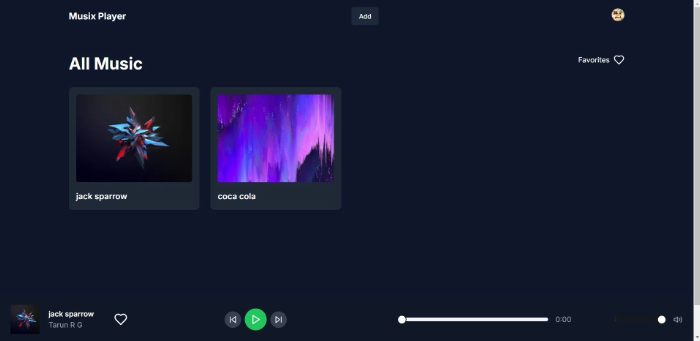 Musix Player
Add
All Music
Favorites
jack sparrow
coca cola
jack sparrow
Tarun R G
0:00